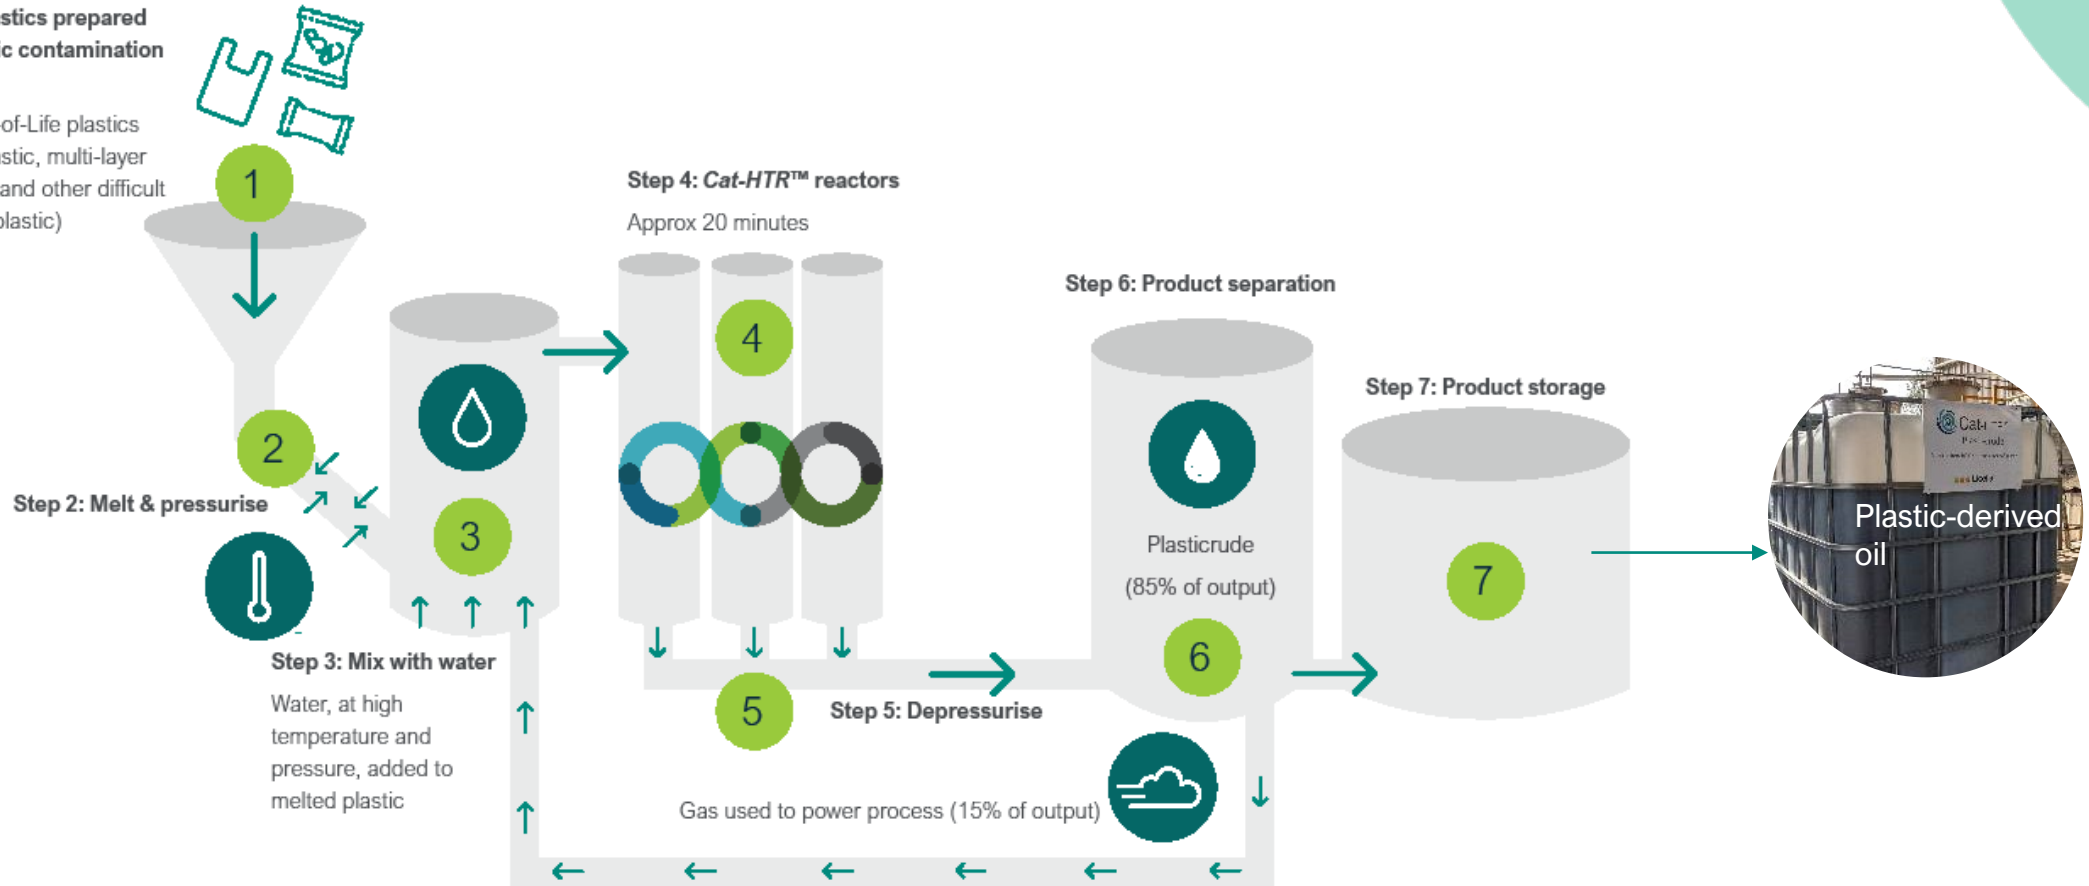 stics prepared
ic contamination
-of-Life plastics
astic, multi-layer
and other difficult
plastic)
1
2
Step 2: Melt & pressurise
3
Step 3: Mix with water
Water, at high
temperature and
pressure, added to
melted plastic
Step 4: Cat-HTR™ reactors
Approx 20 minutes
4
5
Step 5: Depressurise
Step 6: Product separation
Plasticrude
(85% of output)
6
Gas used to power process (15% of output)
Step 7: Product storage
7
Plastic-derived
oil